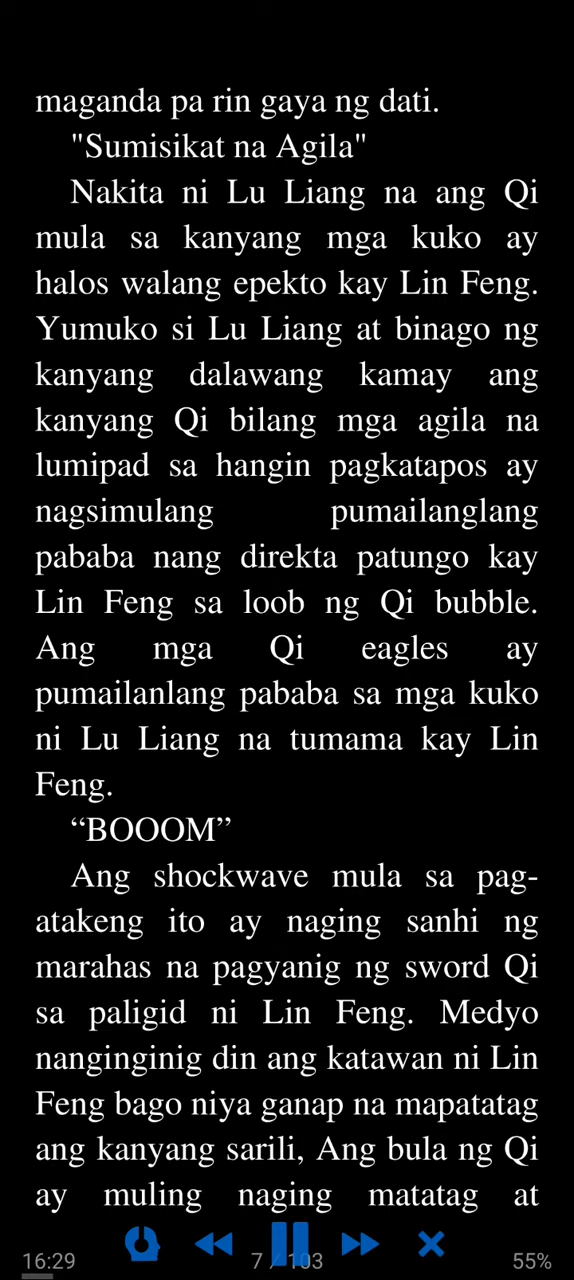 maganda pa rin gaya ng dati.
"Sumisikat na Agila"
Nakita ni Lu Liang na ang Qi
mula sa kanyang mga kuko ay
halos walang epekto kay Lin Feng.
Yumuko si Lu Liang at binago ng
kanyang dalawang kamay ang
kanyang Qi bilang mga agila na
lumipad sa hangin pagkatapos ay
nagsimulang pumailanglang
pababa nang direkta patungo kay
Lin Feng sa loob ng Qi bubble.
Ang mga Qi eagles ay
pumailanlang pababa sa mga kuko
ni Lu Liang na tumama kay Lin
Feng.
“BOOOM”
Ang shockwave mula sa pag-
atakeng ito ay naging sanhi ng
marahas na pagyanig ng sword Qi
sa paligid ni Lin Feng. Medyo
nanginginig din ang katawan ni Lin
Feng bago niya ganap na mapatatag
ang kanyang sarili, Ang bula ng Qi
ay muling naging matatag at
16:29 7 / 103 55%